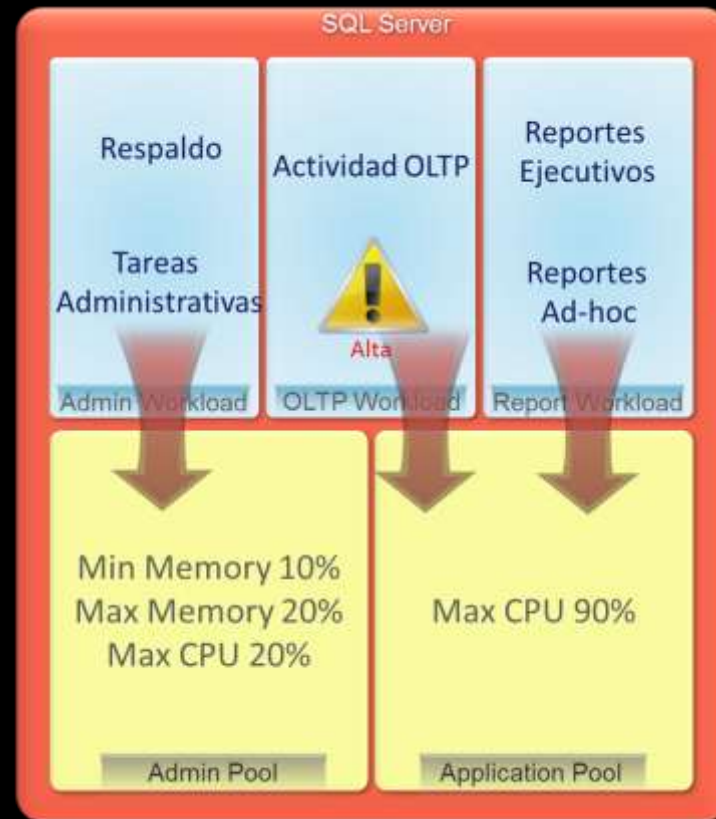 SQL Server
Respaldo
Tareas
Administrativas
Admin Workload
Actividad OLTP
Alta
OLTP Workload
Reportes
Ejecutivos
Reportes
Ad-hoc
Report Workload
Min Memory 10%
Max Memory 20%
Max CPU 20%
Admin Pool
Max CPU 90%
Application Pool